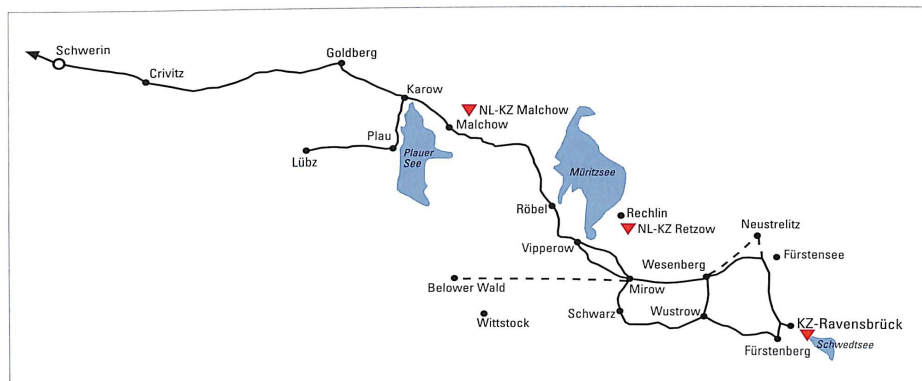 Schwerin
Crivitz
Goldberg
Karow
NL-KZ Malchow
Malchow
Plau
Lübz
Plauer
See
Müritzsee
Röbel
Rechlin
NL-KZ Retzow
Neustrelitz
Vipperow
Fürstensee
Wesenberg
Belower Wald
Mirow
Wittstock
Schwarz
Wustrow
KZ-Ravensbrück
Schwedtsee
Fürstenberg